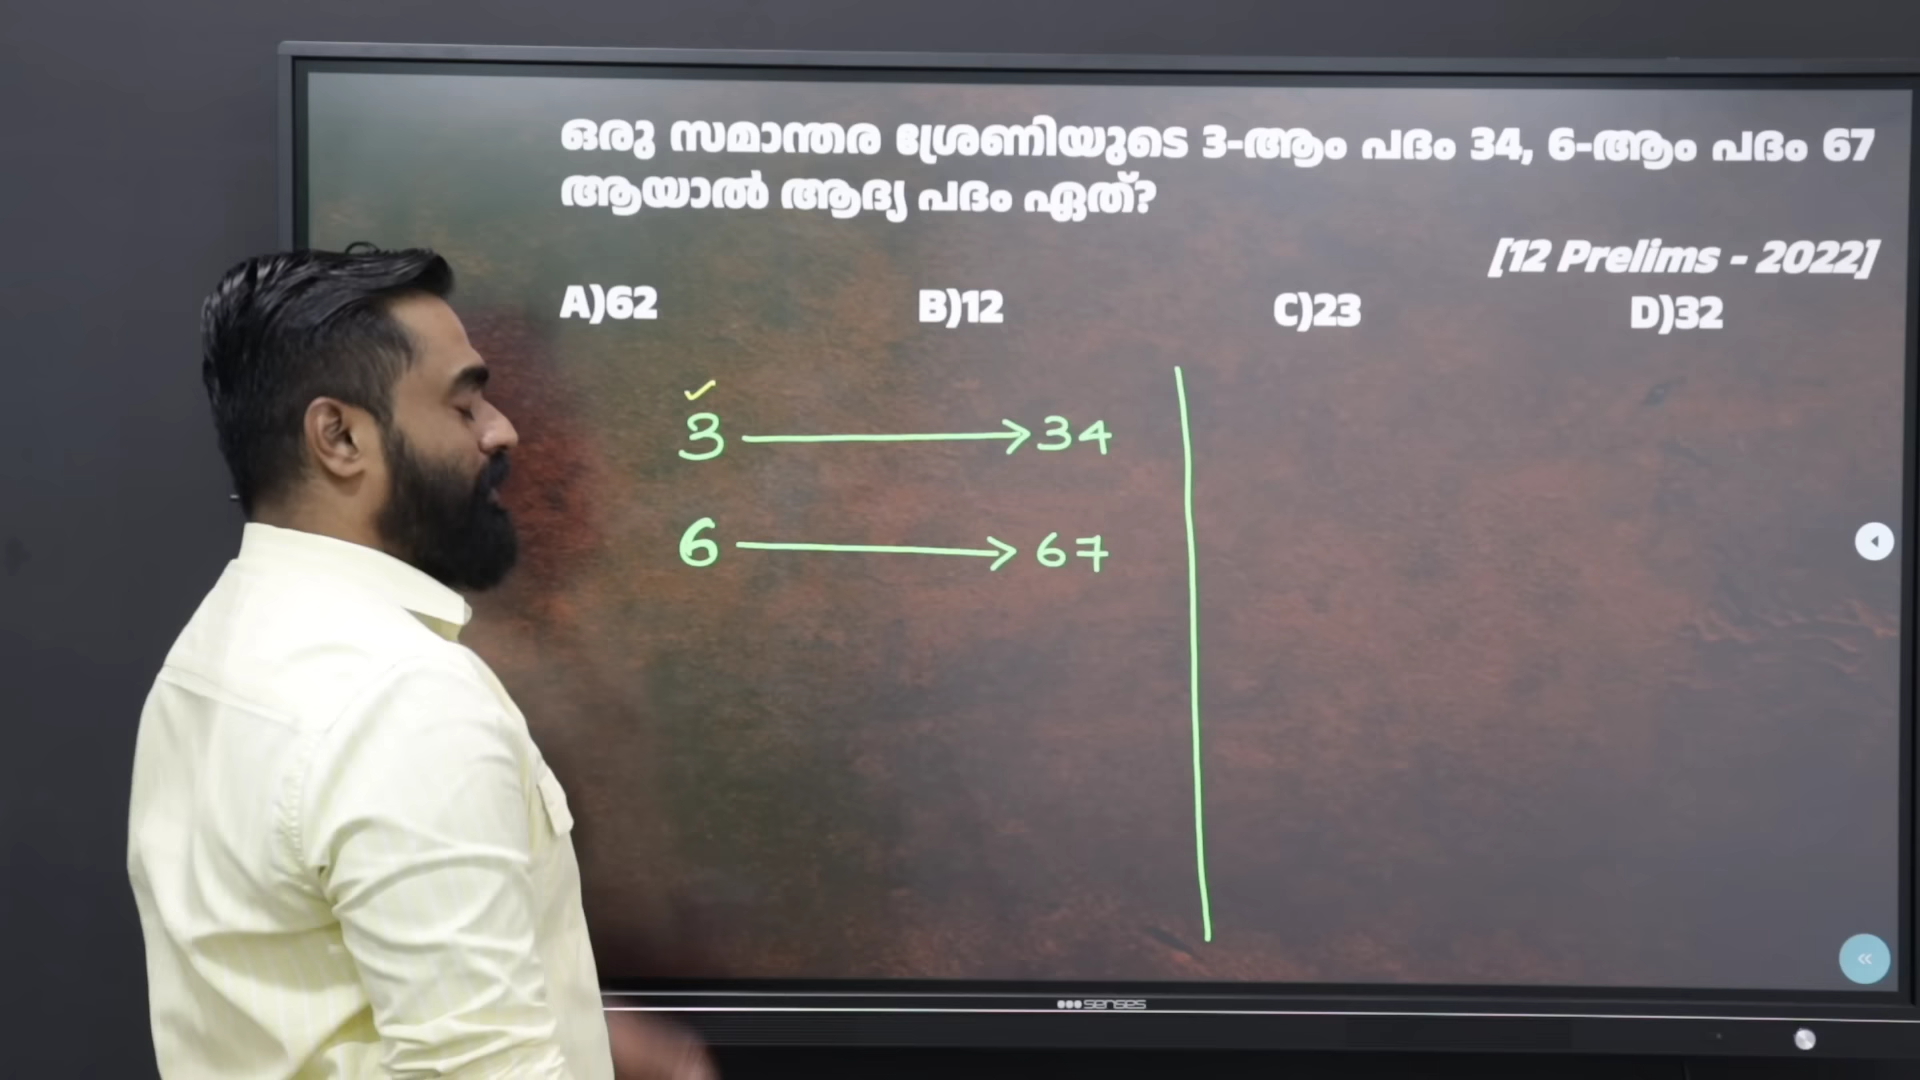 ഒരു സമാന്തര ശ്രേണിയുടെ 3-ആം പദം 34, 6-ആം പദം 67
ആയാൽ ആദ്യ പദം ഏത്?
[12 Prelims - 2022]
A)62 B)12 C)23 D)32
3 → 34
6 → 67
senses